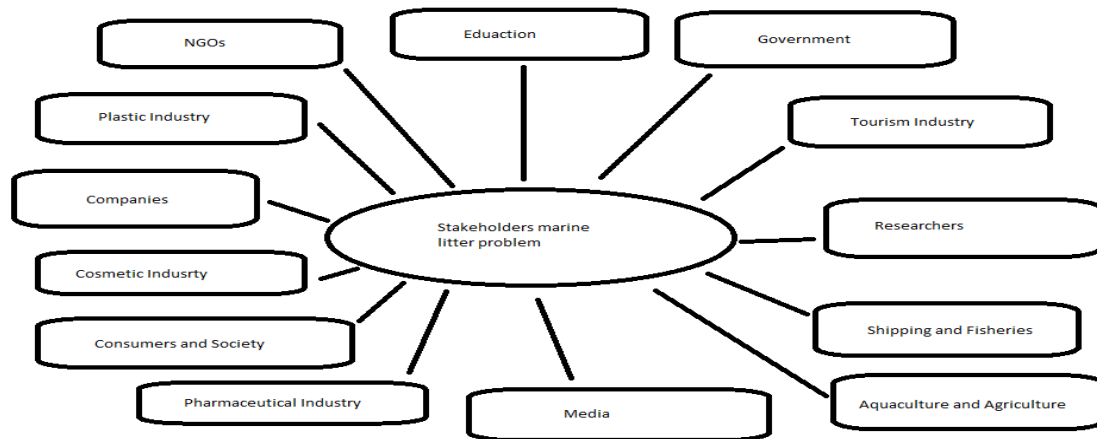 NGOs
Eduaction
Government
Plastic Industry
Tourism Industry
Companies
Stakeholders marine
litter problem
Researchers
Cosmetic Indusrty
Consumers and Society
Shipping and Fisheries
Pharmaceutical Industry
Media
Aquaculture and Agriculture